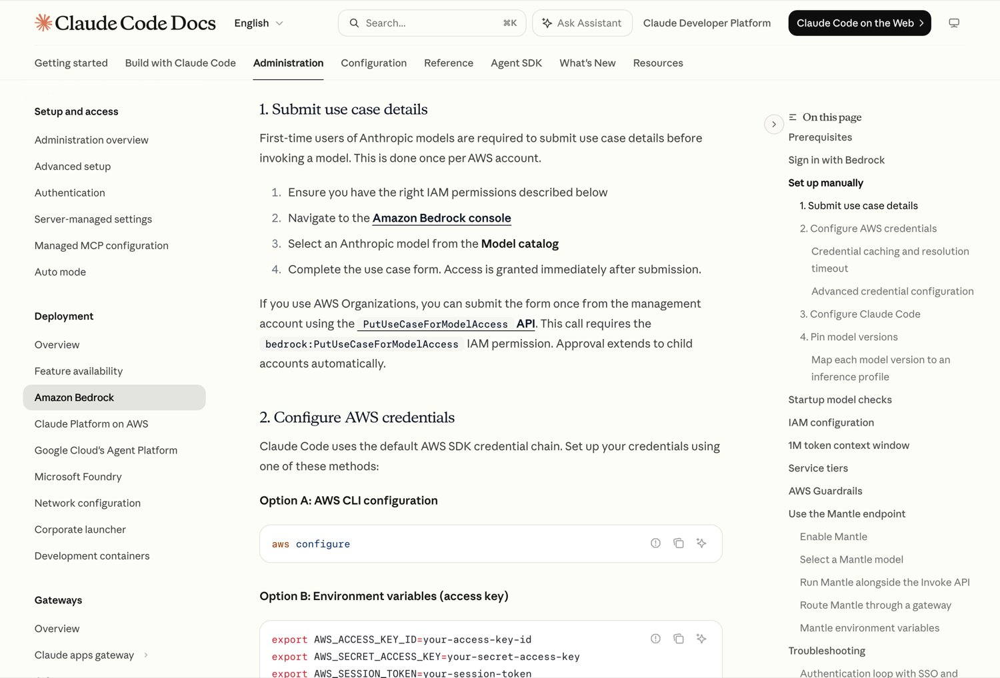 Claude Code Docs
English
Search...
⌘K
Ask Assistant
Claude Developer Platform
Claude Code on the Web
Getting started
Build with Claude Code
Administration
Configuration
Reference
Agent SDK
What's New
Resources
Setup and access
Administration overview
Advanced setup
Authentication
Server-managed settings
Managed MCP configuration
Auto mode
Deployment
Overview
Feature availability
Amazon Bedrock
Claude Platform on AWS
Google Cloud's Agent Platform
Microsoft Foundry
Network configuration
Corporate launcher
Development containers
Gateways
Overview
Claude apps gateway
1. Submit use case details
First-time users of Anthropic models are required to submit use case details before
invoking a model. This is done once per AWS account.
1. Ensure you have the right IAM permissions described below
2. Navigate to the Amazon Bedrock console
3. Select an Anthropic model from the Model catalog
4. Complete the use case form. Access is granted immediately after submission.
If you use AWS Organizations, you can submit the form once from the management
account using the PutUseCaseForModelAccess API. This call requires the
bedrock:PutUseCaseForModelAccess IAM permission. Approval extends to child
accounts automatically.
2. Configure AWS credentials
Claude Code uses the default AWS SDK credential chain. Set up your credentials using
one of these methods:
Option A: AWS CLI configuration
aws configure
Option B: Environment variables (access key)
export AWS_ACCESS_KEY_ID=your-access-key-id
export AWS_SECRET_ACCESS_KEY=your-secret-access-key
export AWS_SESSION_TOKEN=your-session-token
On this page
Prerequisites
Sign in with Bedrock
Set up manually
1. Submit use case details
2. Configure AWS credentials
Credential caching and resolution
timeout
Advanced credential configuration
3. Configure Claude Code
4. Pin model versions
Map each model version to an
inference profile
Startup model checks
IAM configuration
1M token context window
Service tiers
AWS Guardrails
Use the Mantle endpoint
Enable Mantle
Select a Mantle model
Run Mantle alongside the Invoke API
Route Mantle through a gateway
Mantle environment variables
Troubleshooting
Authentication loop with SSO and